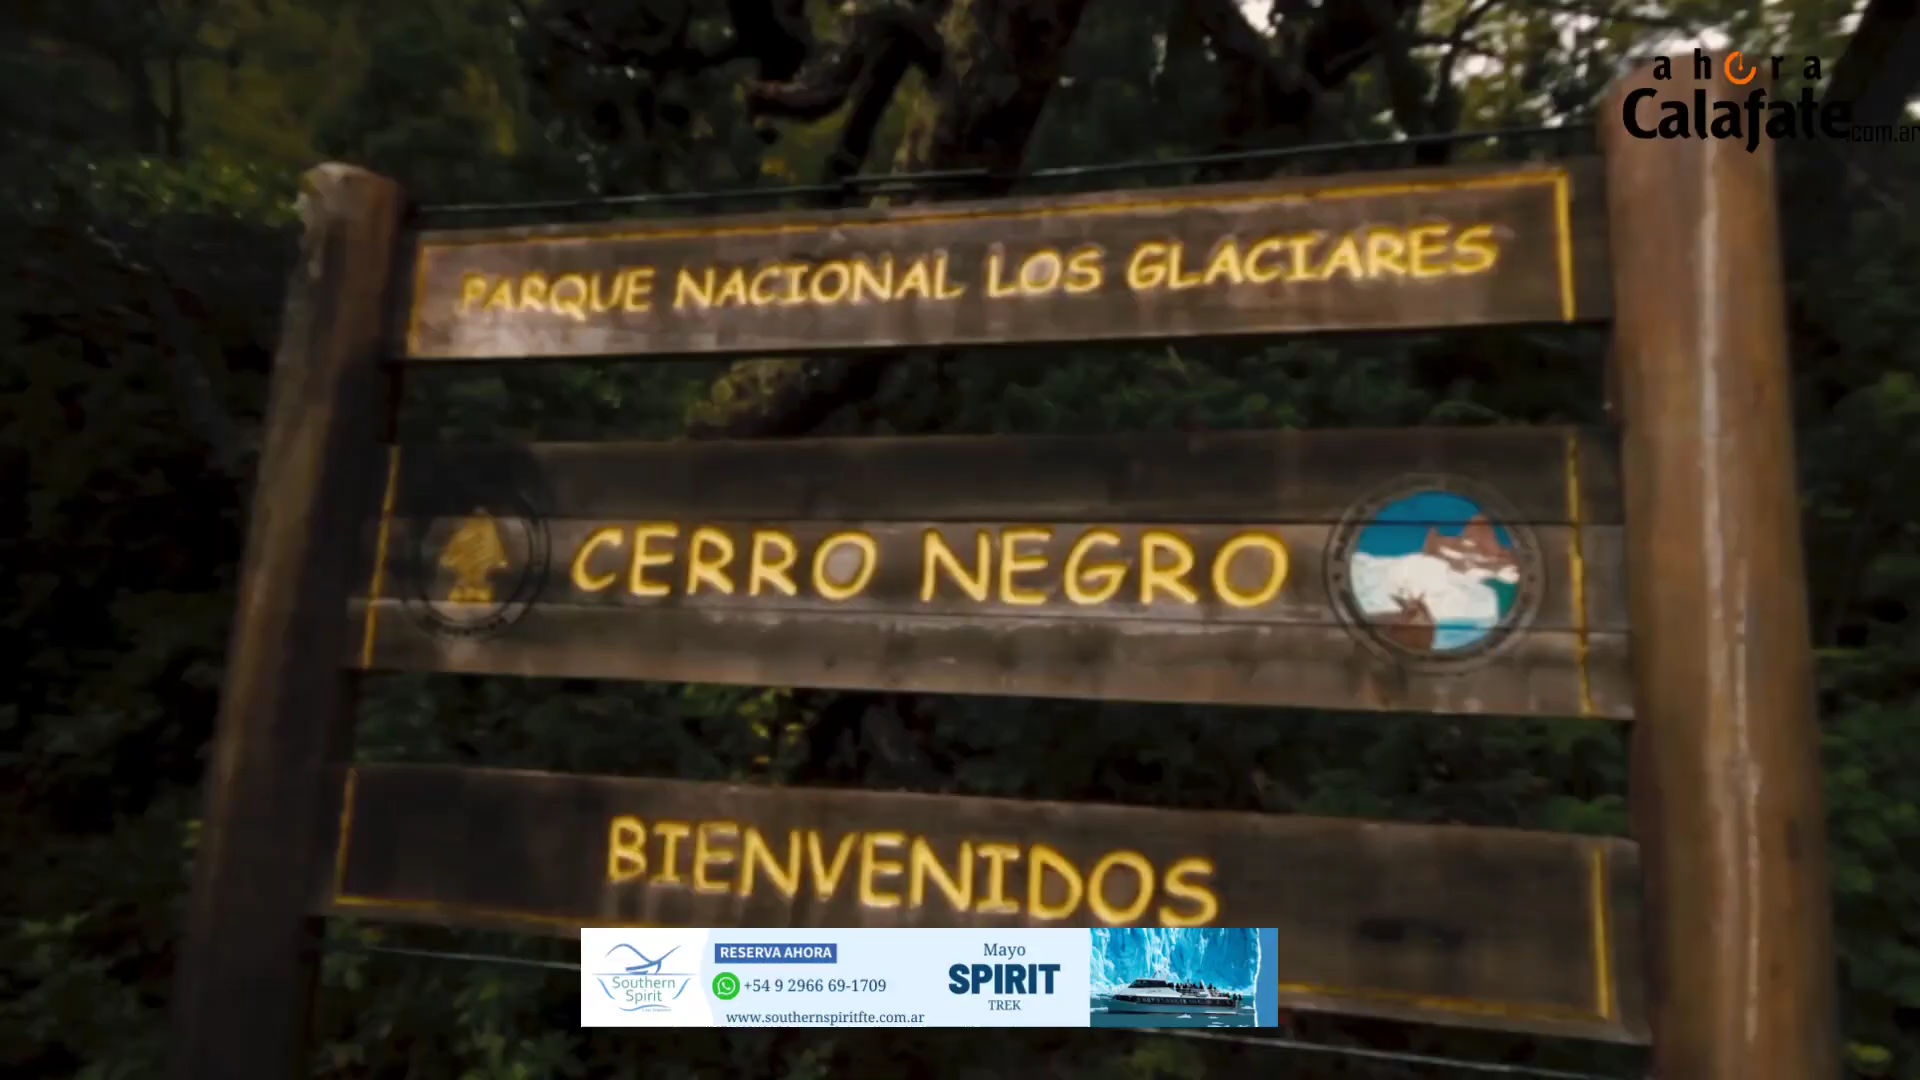 ahora
Calafate.com.ar
PARQUE NACIONAL LOS GLACIARES
CERRO NEGRO
BIENVENIDOS
Southern
Spirit
RESERVA AHORA
+54 9 2966 69-1709
www.southernspiritfte.com.ar
Mayo
SPIRIT
TREK